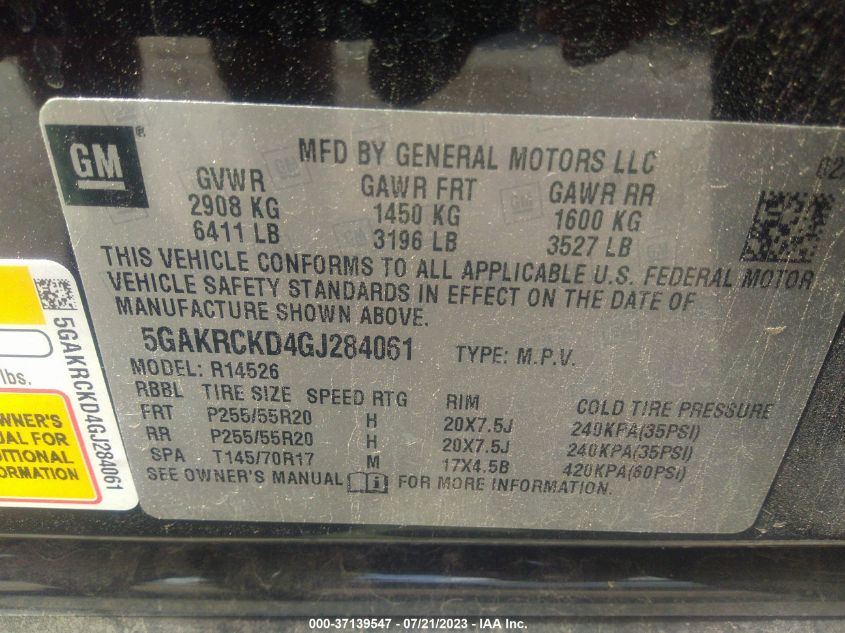 GM
®
MFD BY GENERAL MOTORS LLC
GVWR GAWR FRT GAWR RR
2908 KG 1450 KG 1600 KG
6411 LB 3196 LB 3527 LB
THIS VEHICLE CONFORMS TO ALL APPLICABLE U.S. FEDERAL MOTOR
VEHICLE SAFETY STANDARDS IN EFFECT ON THE DATE OF
MANUFACTURE SHOWN ABOVE.
5GAKRCKD4GJ284061 TYPE: M.P.V.
MODEL: R14526
RBBL TIRE SIZE SPEED RTG RIM COLD TIRE PRESSURE
FRT P255/55R20 H 20X7.5J 240KPA(35PSI)
RR P255/55R20 H 20X7.5J 240KPA(35PSI)
SPA T145/70R17 M 17X4.5B 420KPA(60PSI)
SEE OWNER'S MANUAL FOR MORE INFORMATION.
5GAKRCKD4GJ284061
lbs.
WNER'S
UAL FOR
DITIONAL
RMATION
000-37139547 - 07/21/2023 - IAA Inc.